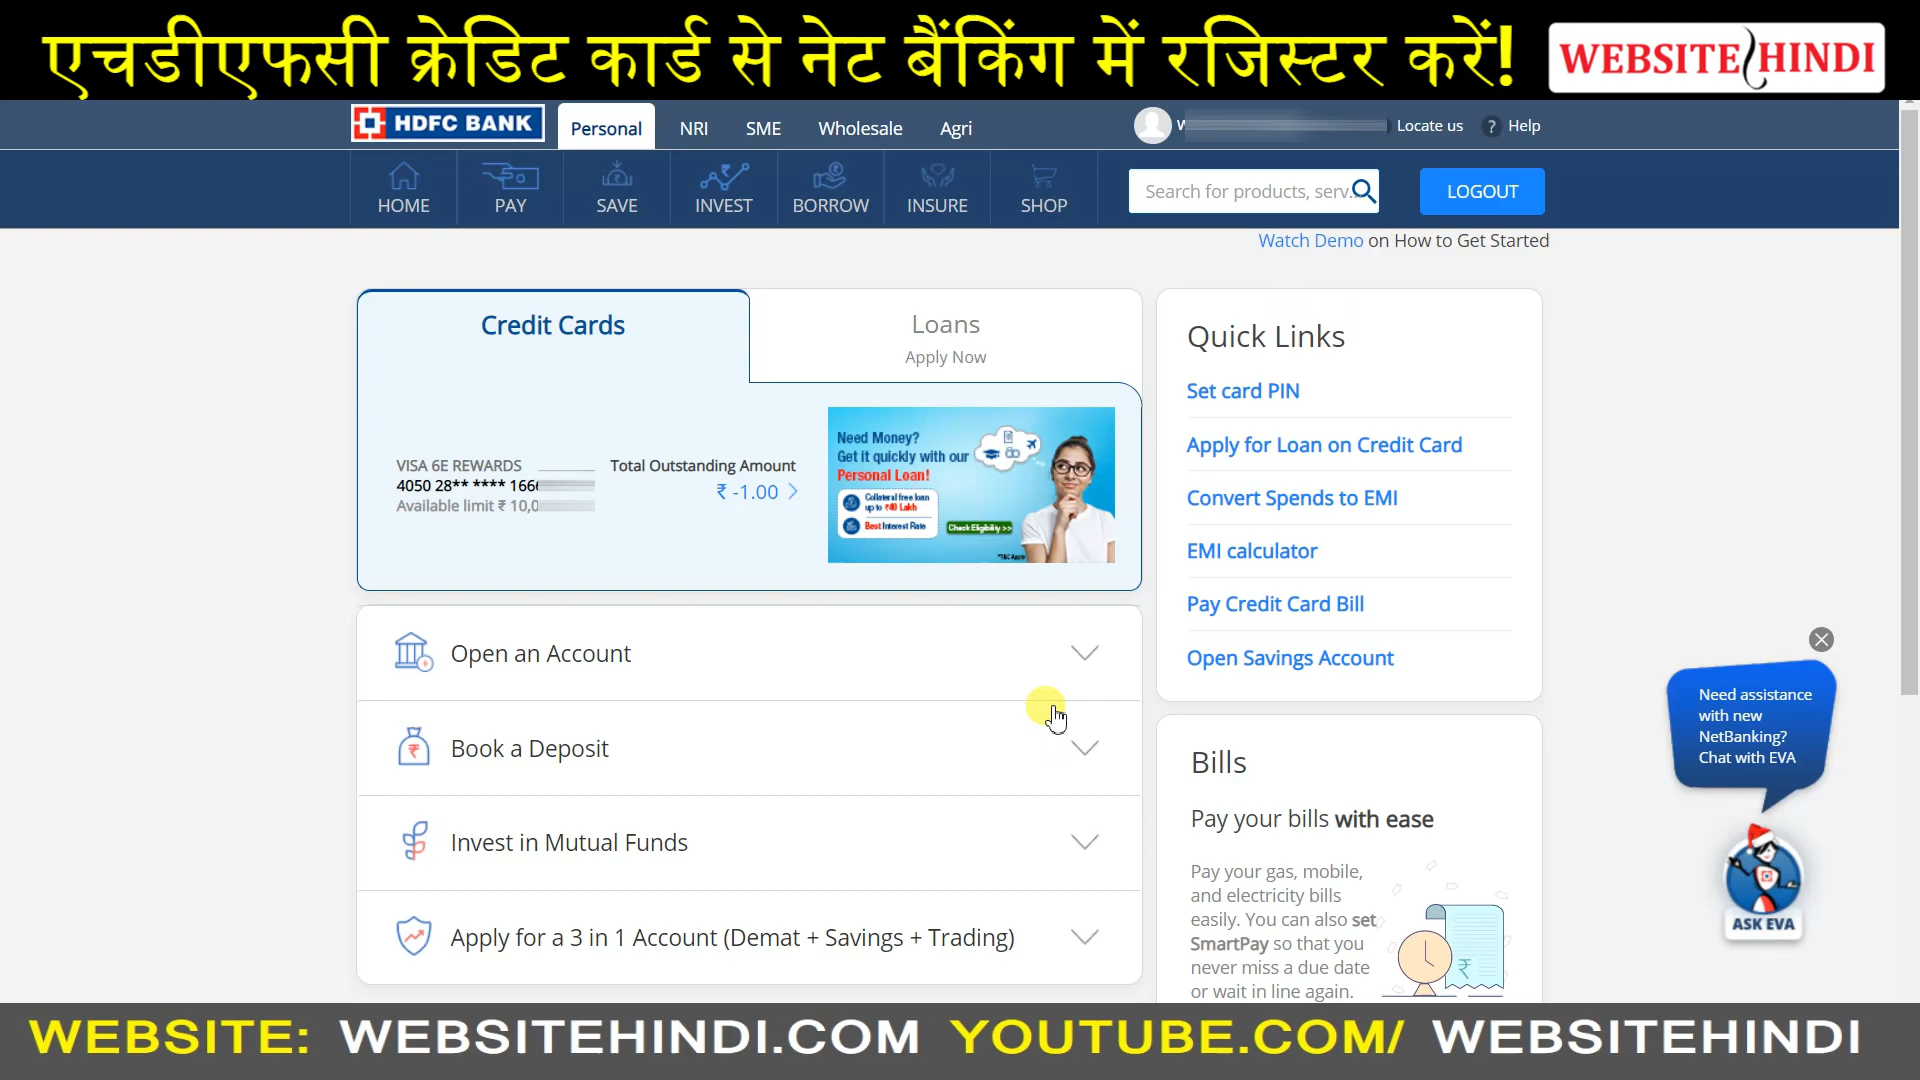 एचडीएफसी क्रेडिट कार्ड से नेट बैंकिंग में रजिस्टर करें!
WEBSITE HINDI
HDFC BANK
Personal
NRI
SME
Wholesale
Agri
Locate us
? Help
HOME
PAY
SAVE
INVEST
BORROW
INSURE
SHOP
Search for products, serv..
LOGOUT
Watch Demo on How to Get Started
Credit Cards
Loans
Apply Now
VISA 6E REWARDS
4050 28** **** 166
Available limit ₹ 10,0
Total Outstanding Amount
₹ -1.00
Need Money?
Get it quickly with our
Personal Loan!
Collateral free loan
up to ₹40 Lakh
Best Interest Rate
Check Eligibility >>
*T&C Apply
Quick Links
Set card PIN
Apply for Loan on Credit Card
Convert Spends to EMI
EMI calculator
Pay Credit Card Bill
Open Savings Account
Open an Account
Book a Deposit
Invest in Mutual Funds
Apply for a 3 in 1 Account (Demat + Savings + Trading)
Bills
Pay your bills with ease
Pay your gas, mobile,
and electricity bills
easily. You can also set
SmartPay so that you
never miss a due date
or wait in line again.
Need assistance
with new
NetBanking?
Chat with EVA
ASK EVA
WEBSITE: WEBSITEHINDI.COM YOUTUBE.COM/ WEBSITEHINDI